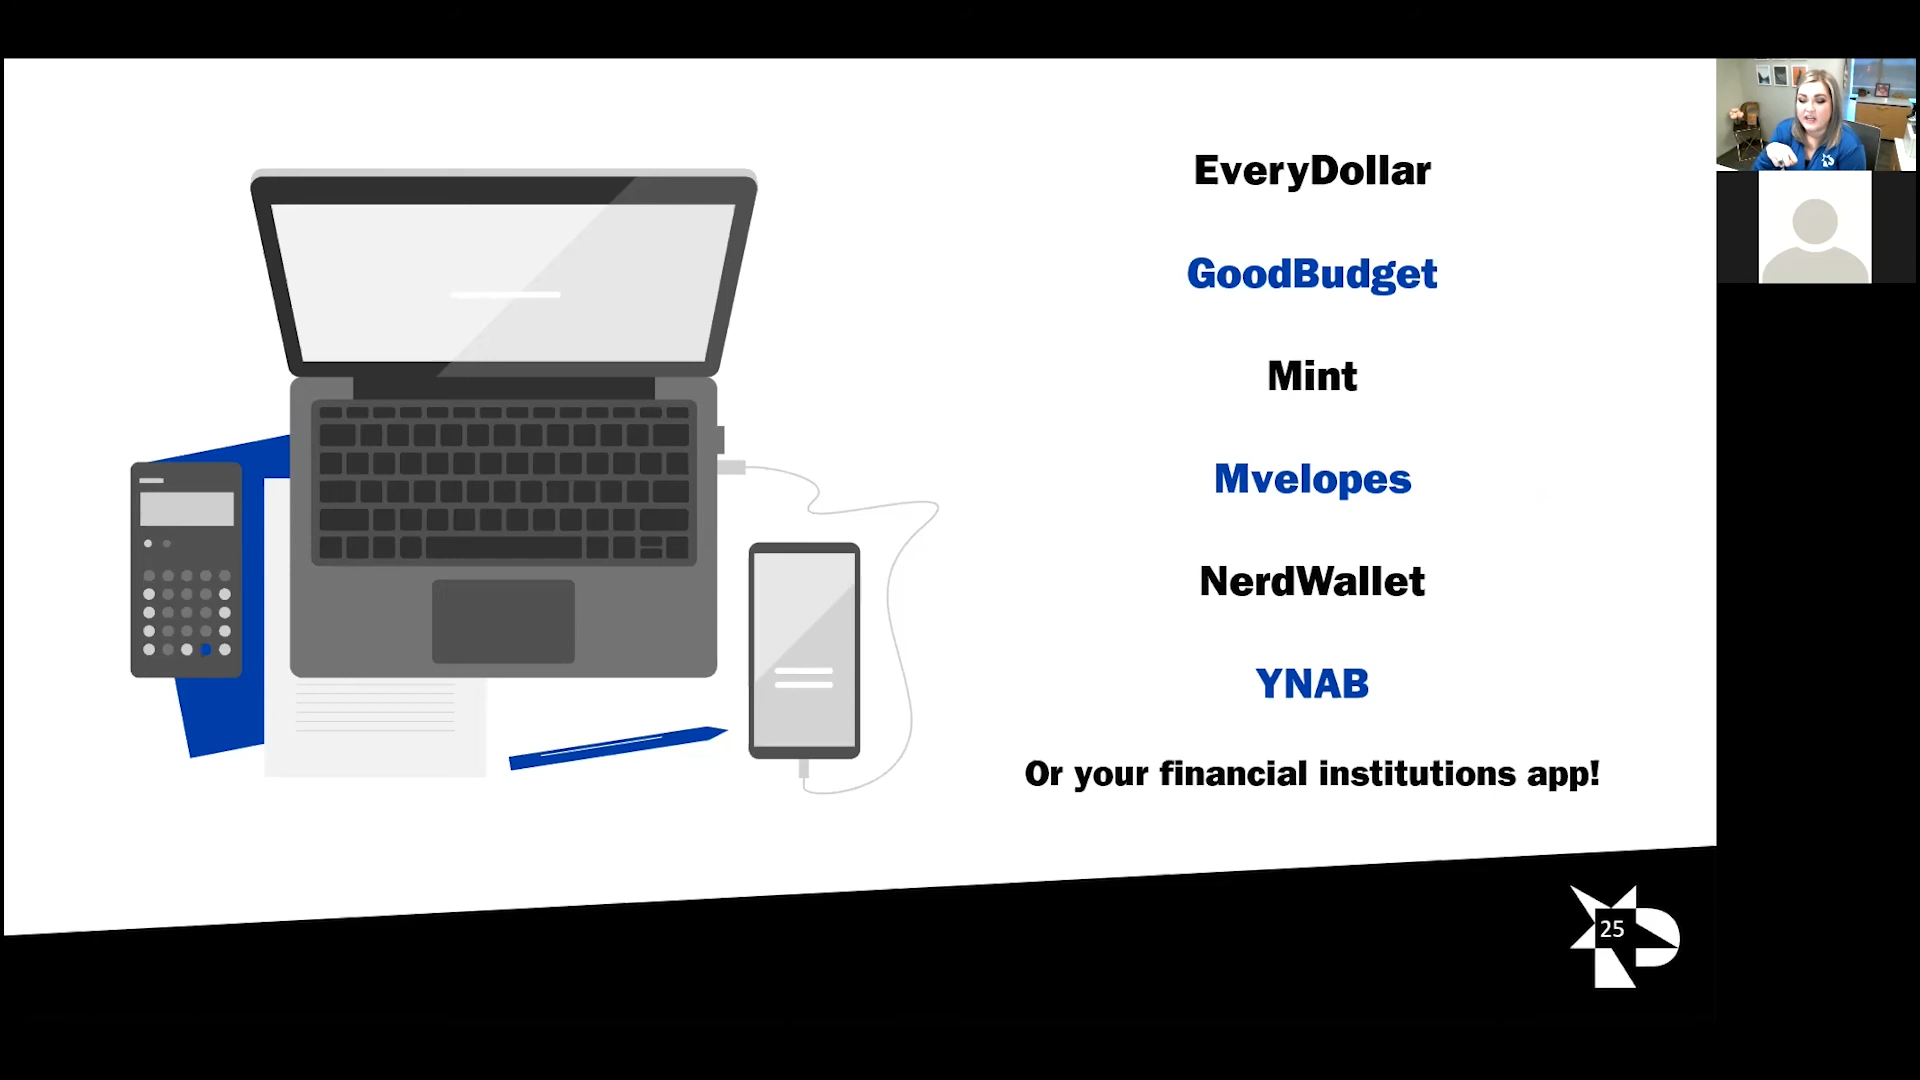 EveryDollar
GoodBudget
Mint
Mvelopes
NerdWallet
YNAB
Or your financial institutions app!
25